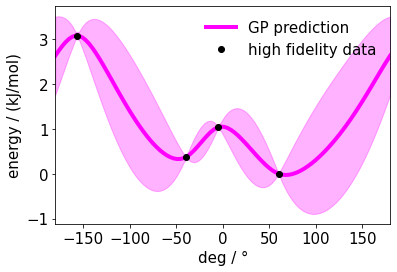 GP prediction
high fidelity data
energy / (kJ/mol)
3
2
1
0
−1
−150 −100 −50 0 50 100 150
deg / °